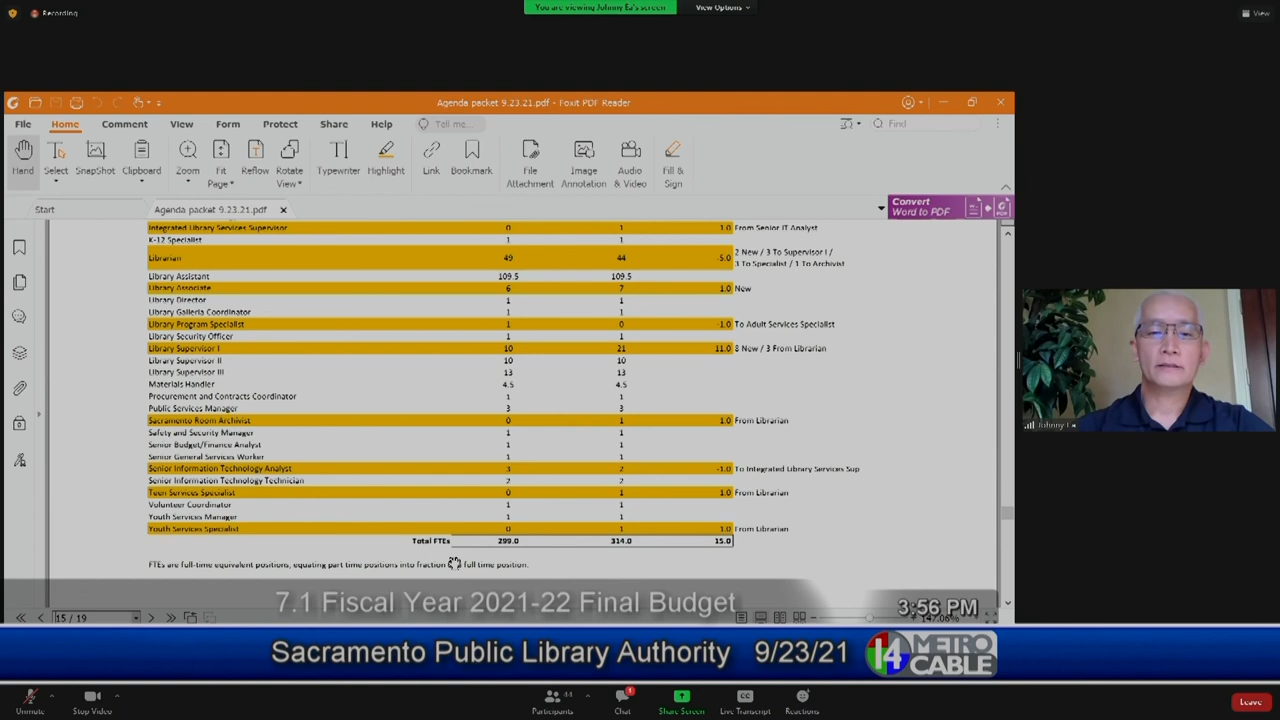 Recording
You are viewing Johnny Ea's screen
View Options
View
Agenda packet 9.23.21.pdf - Foxit PDF Reader
File Home Comment View Form Protect Share Help Tell me... Find
Hand Select SnapShot Clipboard Zoom Fit Page Reflow Rotate View Typewriter Highlight Link Bookmark File Attachment Image Annotation Audio & Video Fill & Sign
Start Agenda packet 9.23.21.pdf Convert Word to PDF
Integrated Library Services Supervisor 0 1 1.0 From Senior IT Analyst
K-12 Specialist 1 1
Librarian 49 44 -5.0 2 New / 3 To Supervisor I /
3 To Specialist / 1 To Archivist
Library Assistant 109.5 109.5
Library Associate 6 7 1.0 New
Library Director 1 1
Library Galleria Coordinator 1 1
Library Program Specialist 1 0 -1.0 To Adult Services Specialist
Library Security Officer 1 1
Library Supervisor I 10 21 11.0 8 New / 3 From Librarian
Library Supervisor II 10 10
Library Supervisor III 13 13
Materials Handler 4.5 4.5
Procurement and Contracts Coordinator 1 1
Public Services Manager 3 3
Sacramento Room Archivist 0 1 1.0 From Librarian
Safety and Security Manager 1 1
Senior Budget/Finance Analyst 1 1
Senior General Services Worker 1 1
Senior Information Technology Analyst 3 2 -1.0 To Integrated Library Services Sup
Senior Information Technology Technician 2 2
Teen Services Specialist 0 1 1.0 From Librarian
Volunteer Coordinator 1 1
Youth Services Manager 1 1
Youth Services Specialist 0 1 1.0 From Librarian
Total FTEs 299.0 314.0 15.0
FTEs are full-time equivalent positions, equating part time positions into fraction full time position.
Johnny Ea
7.1 Fiscal Year 2021-22 Final Budget 3:56 PM
15 / 19 147.06%
Sacramento Public Library Authority 9/23/21 14 METRO CABLE
Unmute Stop Video Participants 44 Chat 1 Share Screen Live Transcript Reactions Leave